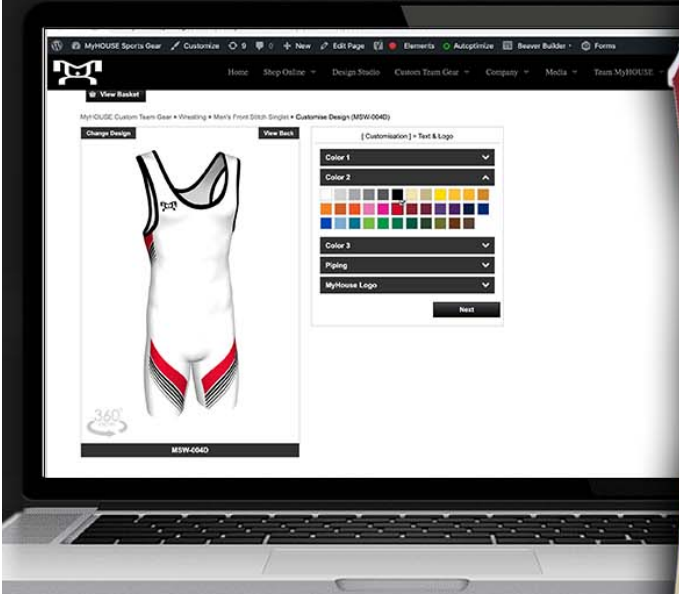 MyHOUSE Sports Gear Customize 9 0 + New Edit Page Elements Autoptimize Beaver Builder Forms
Home Shop Online Design Studio Custom Team Gear Company Media Team MyHOUSE
View Basket
MyHOUSE Custom Team Gear • Wrestling • Men's Front Stitch Singlet • Customise Design (MSW-004D)
Change Design View Back
[ Customisation ] » Text & Logo
Color 1
Color 2
Color 3
Piping
MyHouse Logo
Next
360°
MSW-004D